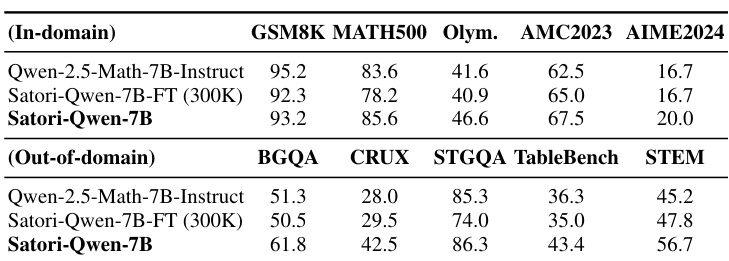 (In-domain) GSM8K MATH500 Olym. AMC2023 AIME2024
Qwen-2.5-Math-7B-Instruct 95.2 83.6 41.6 62.5 16.7
Satori-Qwen-7B-FT (300K) 92.3 78.2 40.9 65.0 16.7
Satori-Qwen-7B 93.2 85.6 46.6 67.5 20.0
(Out-of-domain) BGQA CRUX STGQA TableBench STEM
Qwen-2.5-Math-7B-Instruct 51.3 28.0 85.3 36.3 45.2
Satori-Qwen-7B-FT (300K) 50.5 29.5 74.0 35.0 47.8
Satori-Qwen-7B 61.8 42.5 86.3 43.4 56.7